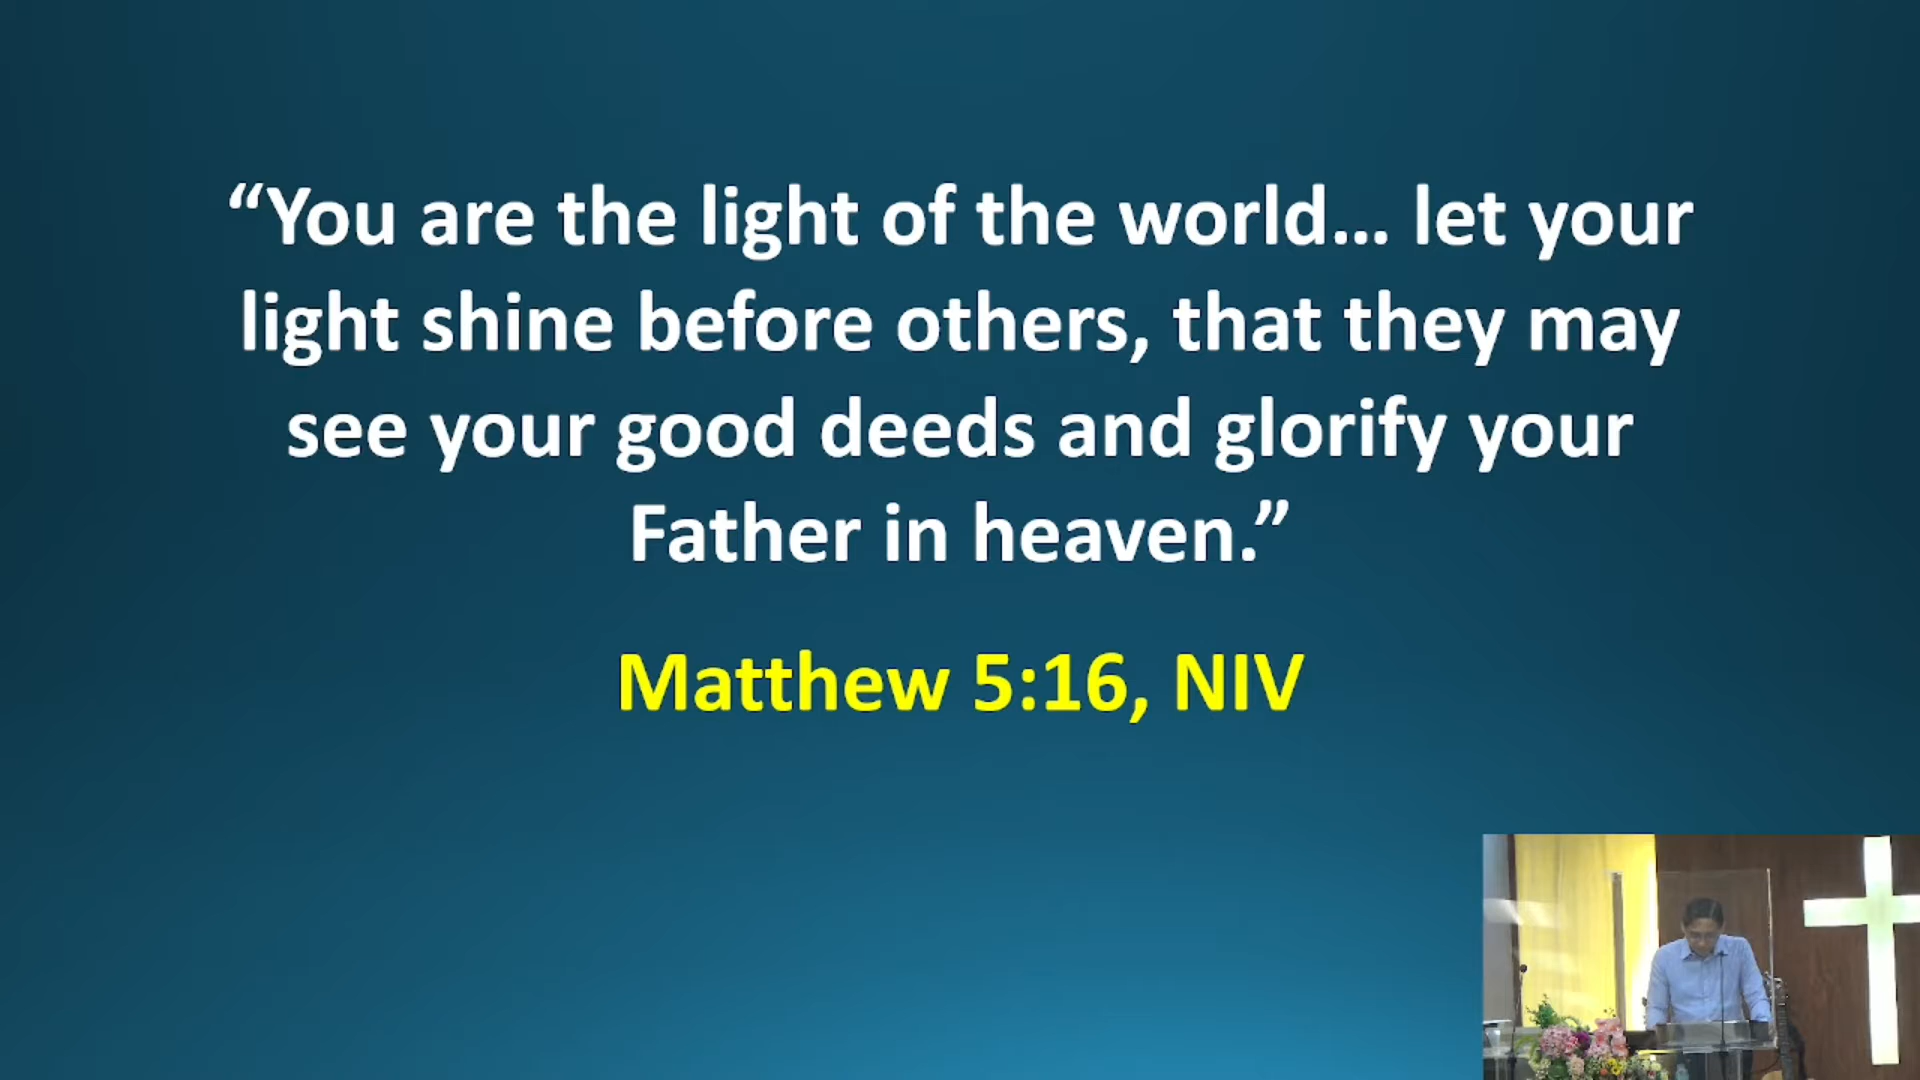 “You are the light of the world... let your
light shine before others, that they may
see your good deeds and glorify your
Father in heaven.”
Matthew 5:16, NIV